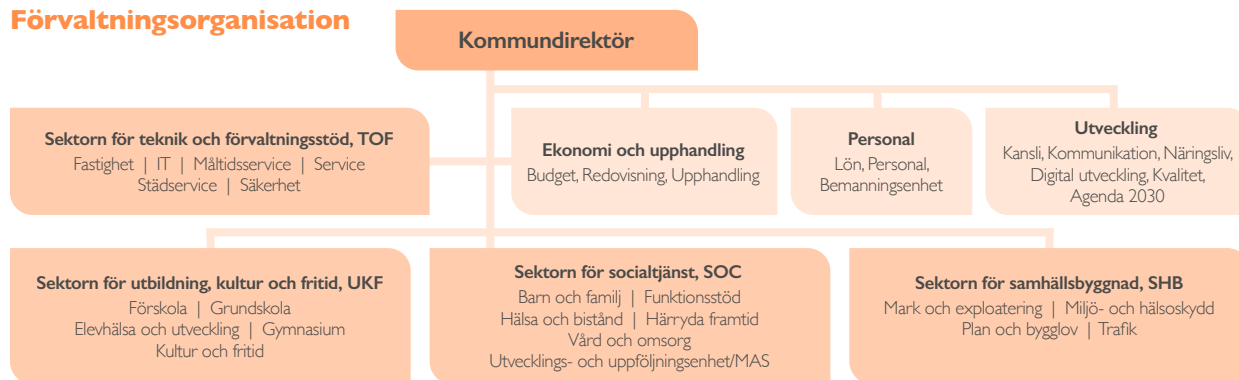 Förvaltningsorganisation
Kommundirektör
Sektorn för teknik och förvaltningsstöd, TOF
Fastighet | IT | Måltidsservice | Service
Städservice | Säkerhet
Ekonomi och upphandling
Budget, Redovisning, Upphandling
Personal
Lön, Personal,
Bemanningsenhet
Utveckling
Kansli, Kommunikation, Näringsliv,
Digital utveckling, Kvalitet,
Agenda 2030
Sektorn för utbildning, kultur och fritid, UKF
Förskola | Grundskola
Elevhälsa och utveckling | Gymnasium
Kultur och fritid
Sektorn för socialtjänst, SOC
Barn och familj | Funktionsstöd
Hälsa och bistånd | Härryda framtid
Vård och omsorg
Utvecklings- och uppföljningsenhet/MAS
Sektorn för samhällsbyggnad, SHB
Mark och exploatering | Miljö- och hälsoskydd
Plan och bygglov | Trafik